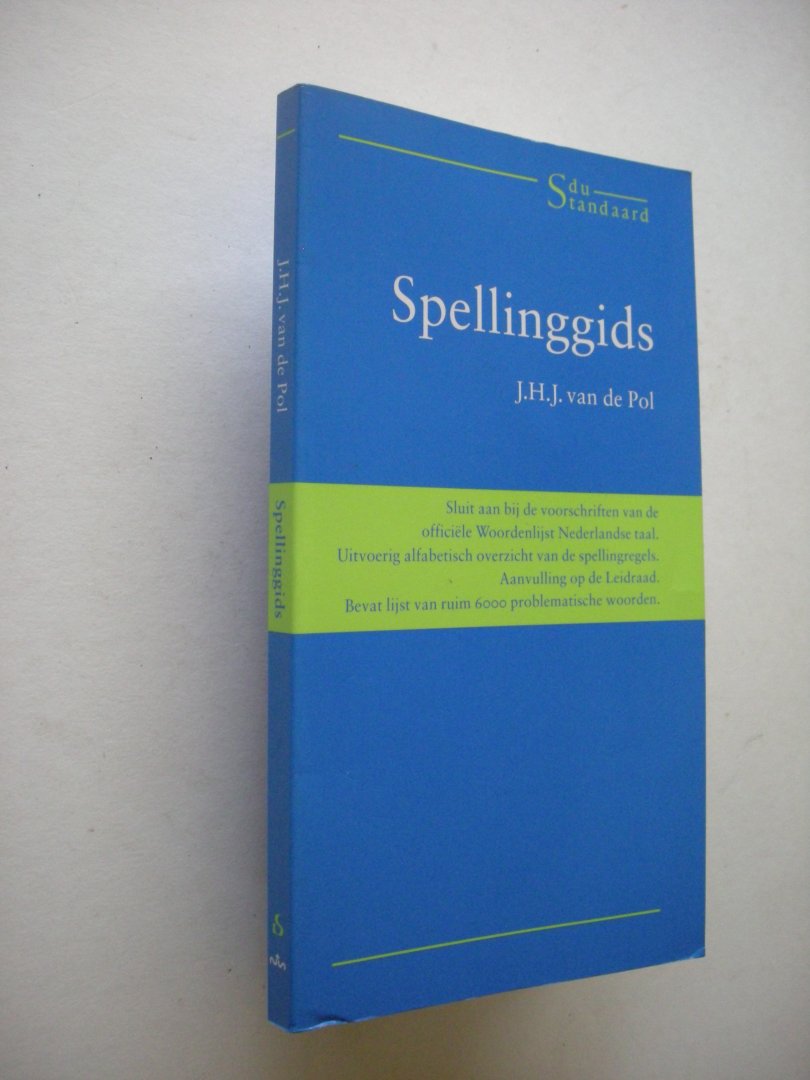 Sdu
Standaard
Spellinggids
J.H.J. van de Pol
Sluit aan bij de voorschriften van de
officiële Woordenlijst Nederlandse taal.
Uitvoerig alfabetisch overzicht van de spellingregels.
Aanvulling op de Leidraad.
Bevat lijst van ruim 6000 problematische woorden.
J.H.J. van de Pol
Spellinggids